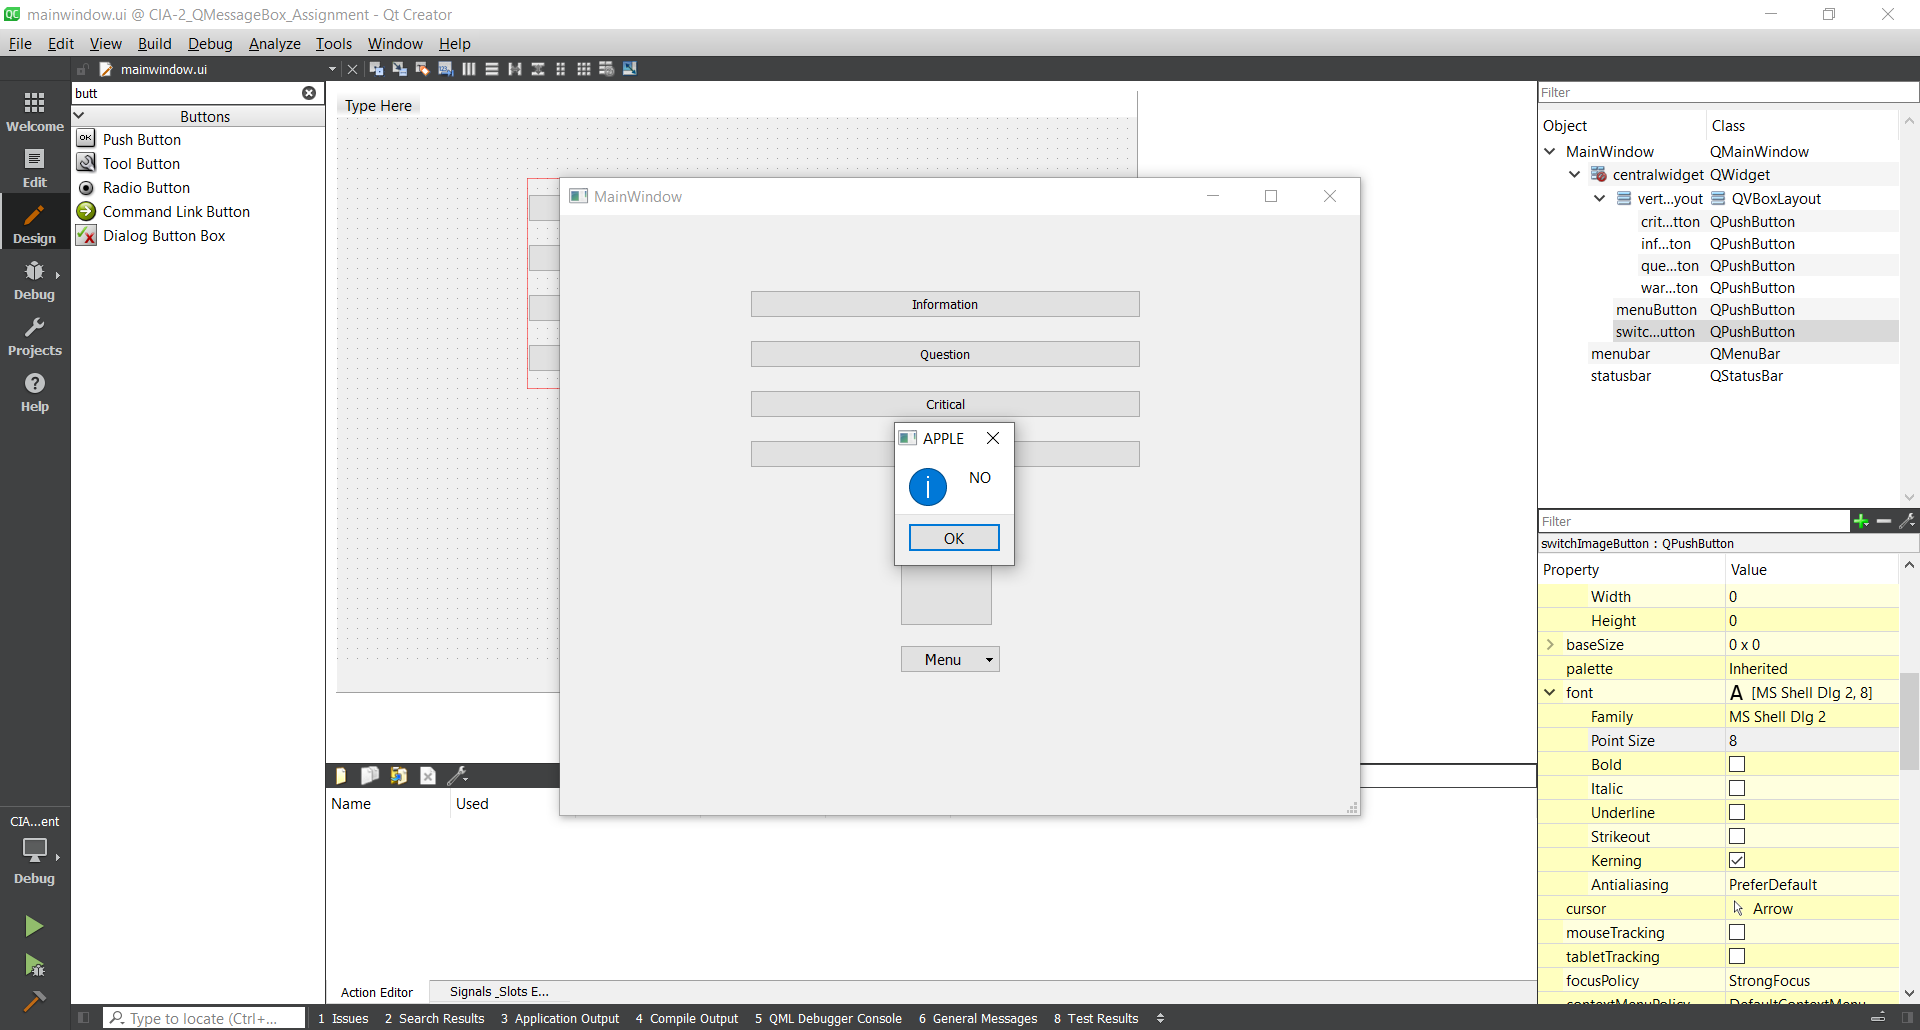 mainwindow.ui @ CIA-2_QMessageBox_Assignment - Qt Creator
File Edit View Build Debug Analyze Tools Window Help
mainwindow.ui
Welcome
Edit
Design
Debug
Projects
Help
CIA...ent
Debug
butt
Buttons
Push Button
Tool Button
Radio Button
Command Link Button
Dialog Button Box
Type Here
MainWindow
Information
Question
Critical
APPLE
NO
OK
Menu
Name Used
Action Editor Signals _Slots E...
Filter
Object Class
MainWindow QMainWindow
centralwidget QWidget
vert...yout QVBoxLayout
crit...tton QPushButton
inf...ton QPushButton
que...ton QPushButton
war...ton QPushButton
menuButton QPushButton
switc...utton QPushButton
menubar QMenuBar
statusbar QStatusBar
Filter
switchImageButton : QPushButton
Property Value
Width 0
Height 0
baseSize 0 x 0
palette Inherited
font A [MS Shell Dlg 2, 8]
Family MS Shell Dlg 2
Point Size 8
Bold
Italic
Underline
Strikeout
Kerning
Antialiasing PreferDefault
cursor Arrow
mouseTracking
tabletTracking
focusPolicy StrongFocus
contextMenuPolicy DefaultContextMenu
Type to locate (Ctrl+... 1 Issues 2 Search Results 3 Application Output 4 Compile Output 5 QML Debugger Console 6 General Messages 8 Test Results